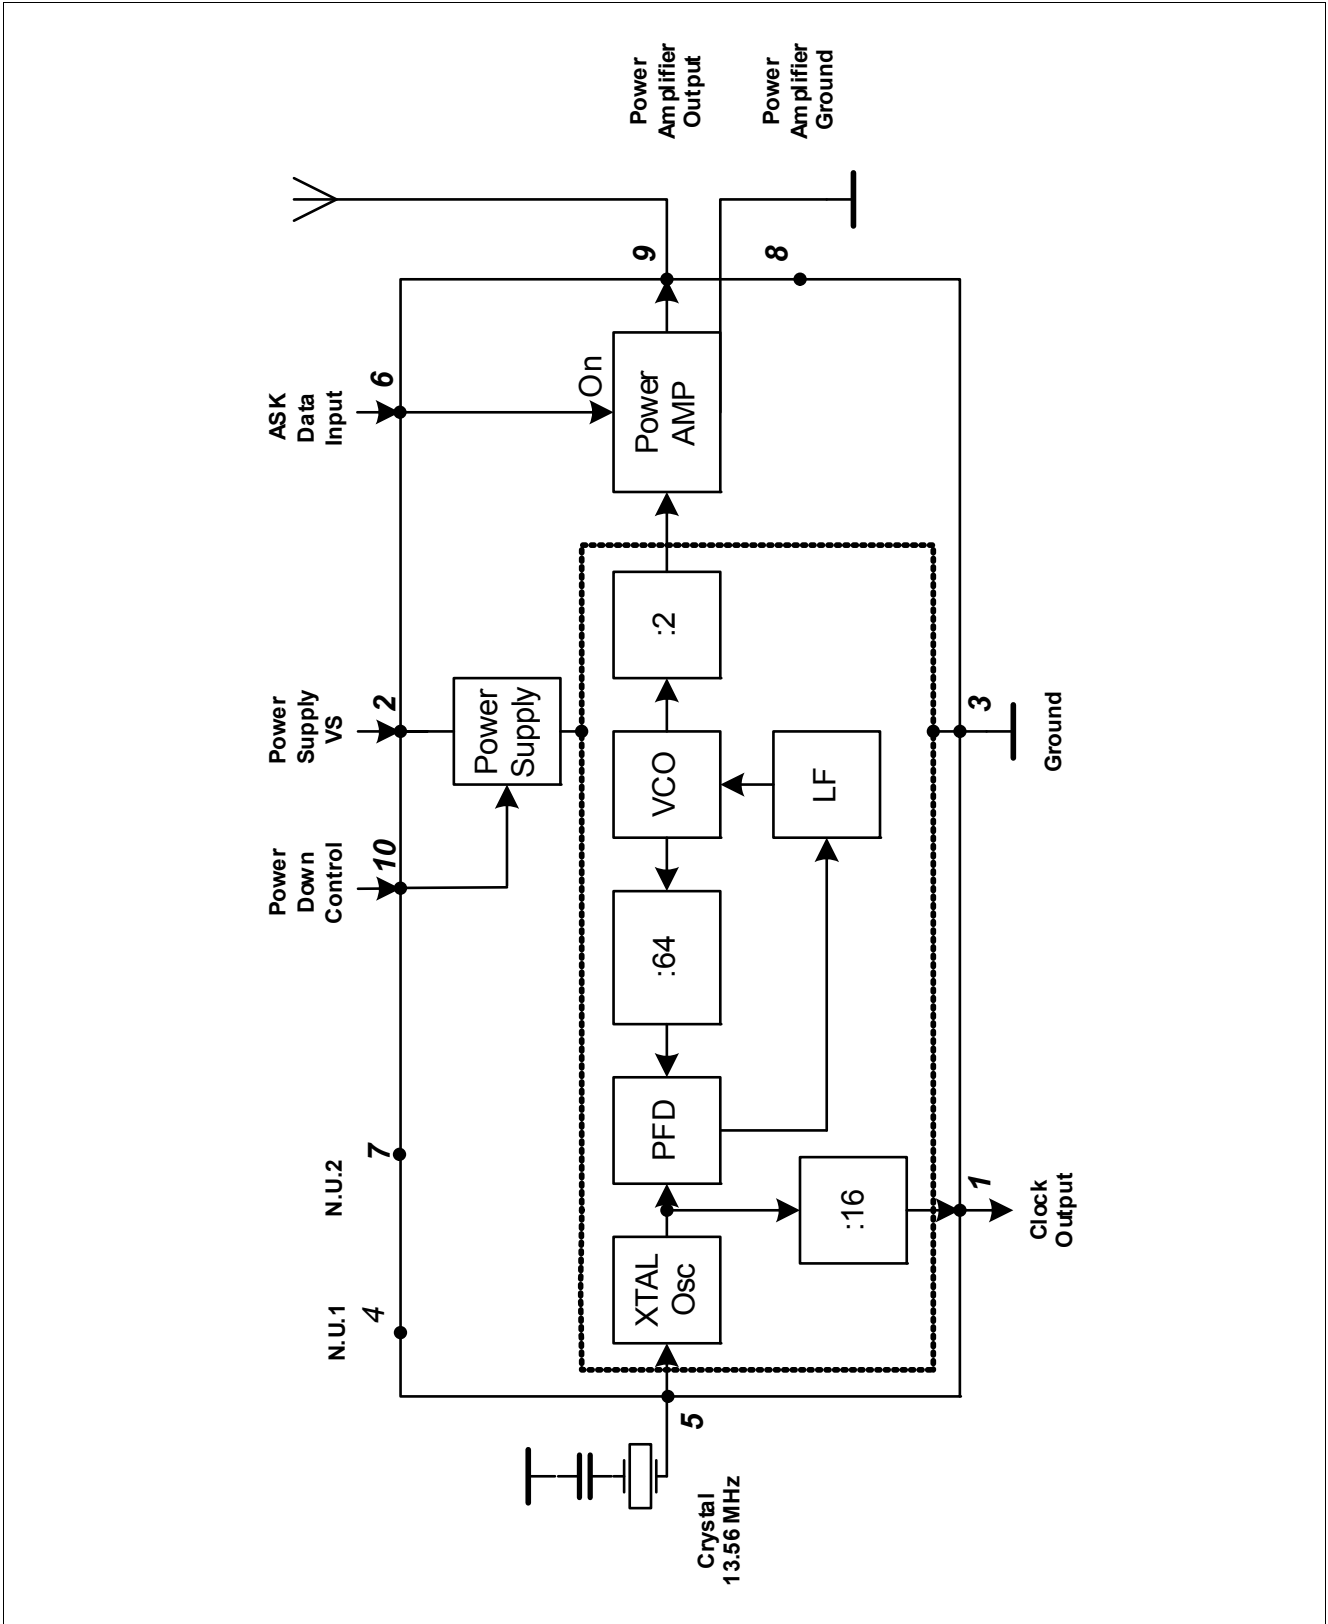 N.U.1
4
N.U.2
7
Power
Down
Control
10
Power
Supply
VS
2
ASK
Data
Input
6
Power
Supply
On
Crystal
13.56 MHz
5
XTAL
Osc
PFD
:64
VCO
:2
Power
AMP
9
Power
Amplifier
Output
8
Power
Amplifier
Ground
:16
LF
1
Clock
Output
3
Ground